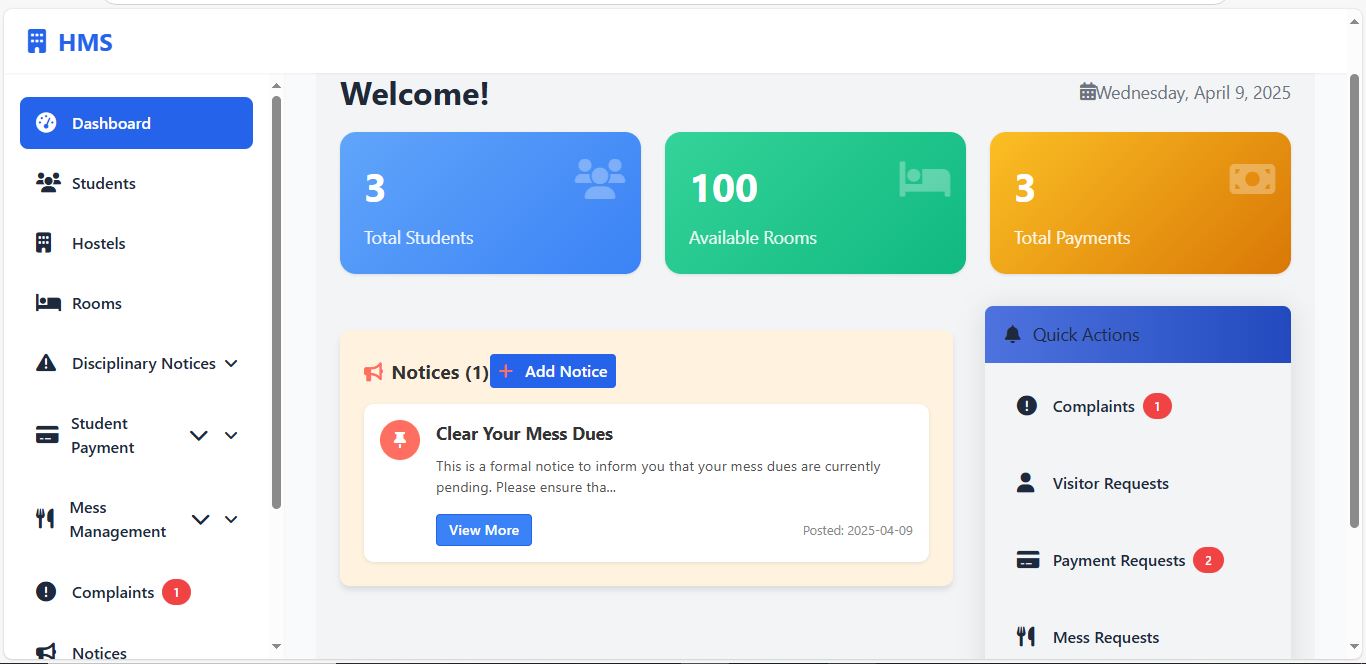 HMS
Dashboard
Students
Hostels
Rooms
Disciplinary Notices
Student
Payment
Mess
Management
Complaints 1
Notices
Welcome!
Wednesday, April 9, 2025
3
Total Students
100
Available Rooms
3
Total Payments
Notices (1) + Add Notice
Clear Your Mess Dues
This is a formal notice to inform you that your mess dues are currently
pending. Please ensure tha...
View More
Posted: 2025-04-09
Quick Actions
Complaints 1
Visitor Requests
Payment Requests 2
Mess Requests